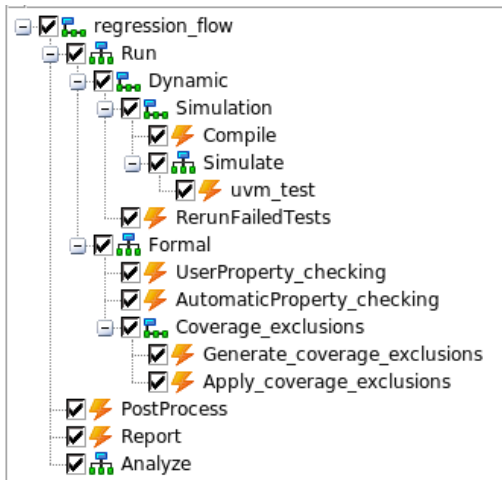 regression_flow
Run
Dynamic
Simulation
Compile
Simulate
uvm_test
RerunFailedTests
Formal
UserProperty_checking
AutomaticProperty_checking
Coverage_exclusions
Generate_coverage_exclusions
Apply_coverage_exclusions
PostProcess
Report
Analyze